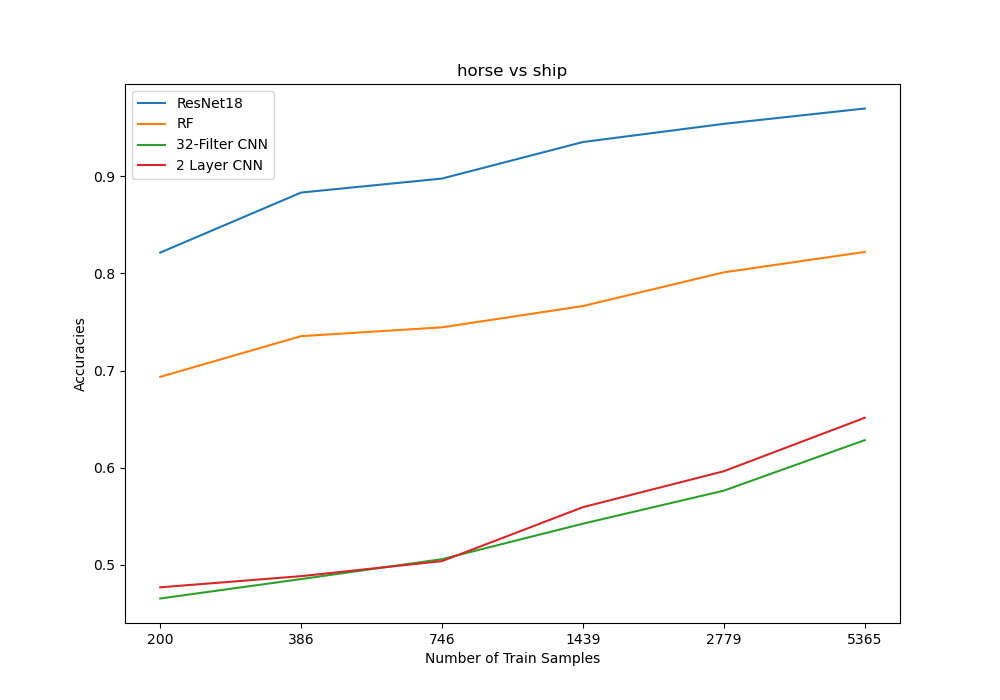 horse vs ship
ResNet18
RF
32-Filter CNN
2 Layer CNN
Accuracies
0.9
0.8
0.7
0.6
0.5
200 386 746 1439 2779 5365
Number of Train Samples